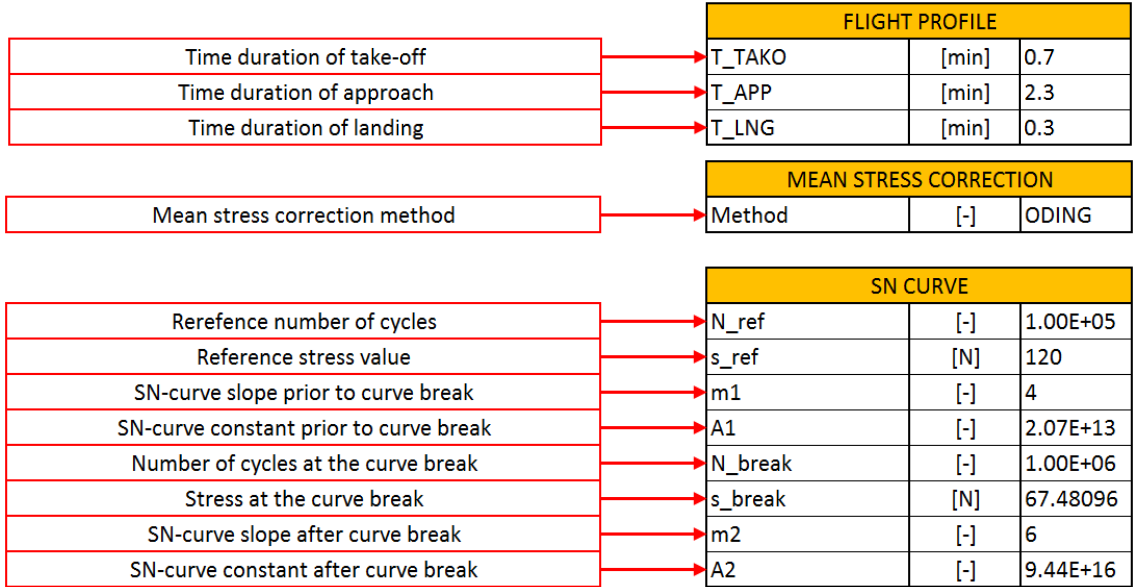 FLIGHT PROFILE
Time duration of take-off T_TAKO [min] 0.7
Time duration of approach T_APP [min] 2.3
Time duration of landing T_LNG [min] 0.3
MEAN STRESS CORRECTION
Mean stress correction method Method [-] ODING
SN CURVE
Rerefence number of cycles N_ref [-] 1.00E+05
Reference stress value s_ref [N] 120
SN-curve slope prior to curve break m1 [-] 4
SN-curve constant prior to curve break A1 [-] 2.07E+13
Number of cycles at the curve break N_break [-] 1.00E+06
Stress at the curve break s_break [N] 67.48096
SN-curve slope after curve break m2 [-] 6
SN-curve constant after curve break A2 [-] 9.44E+16